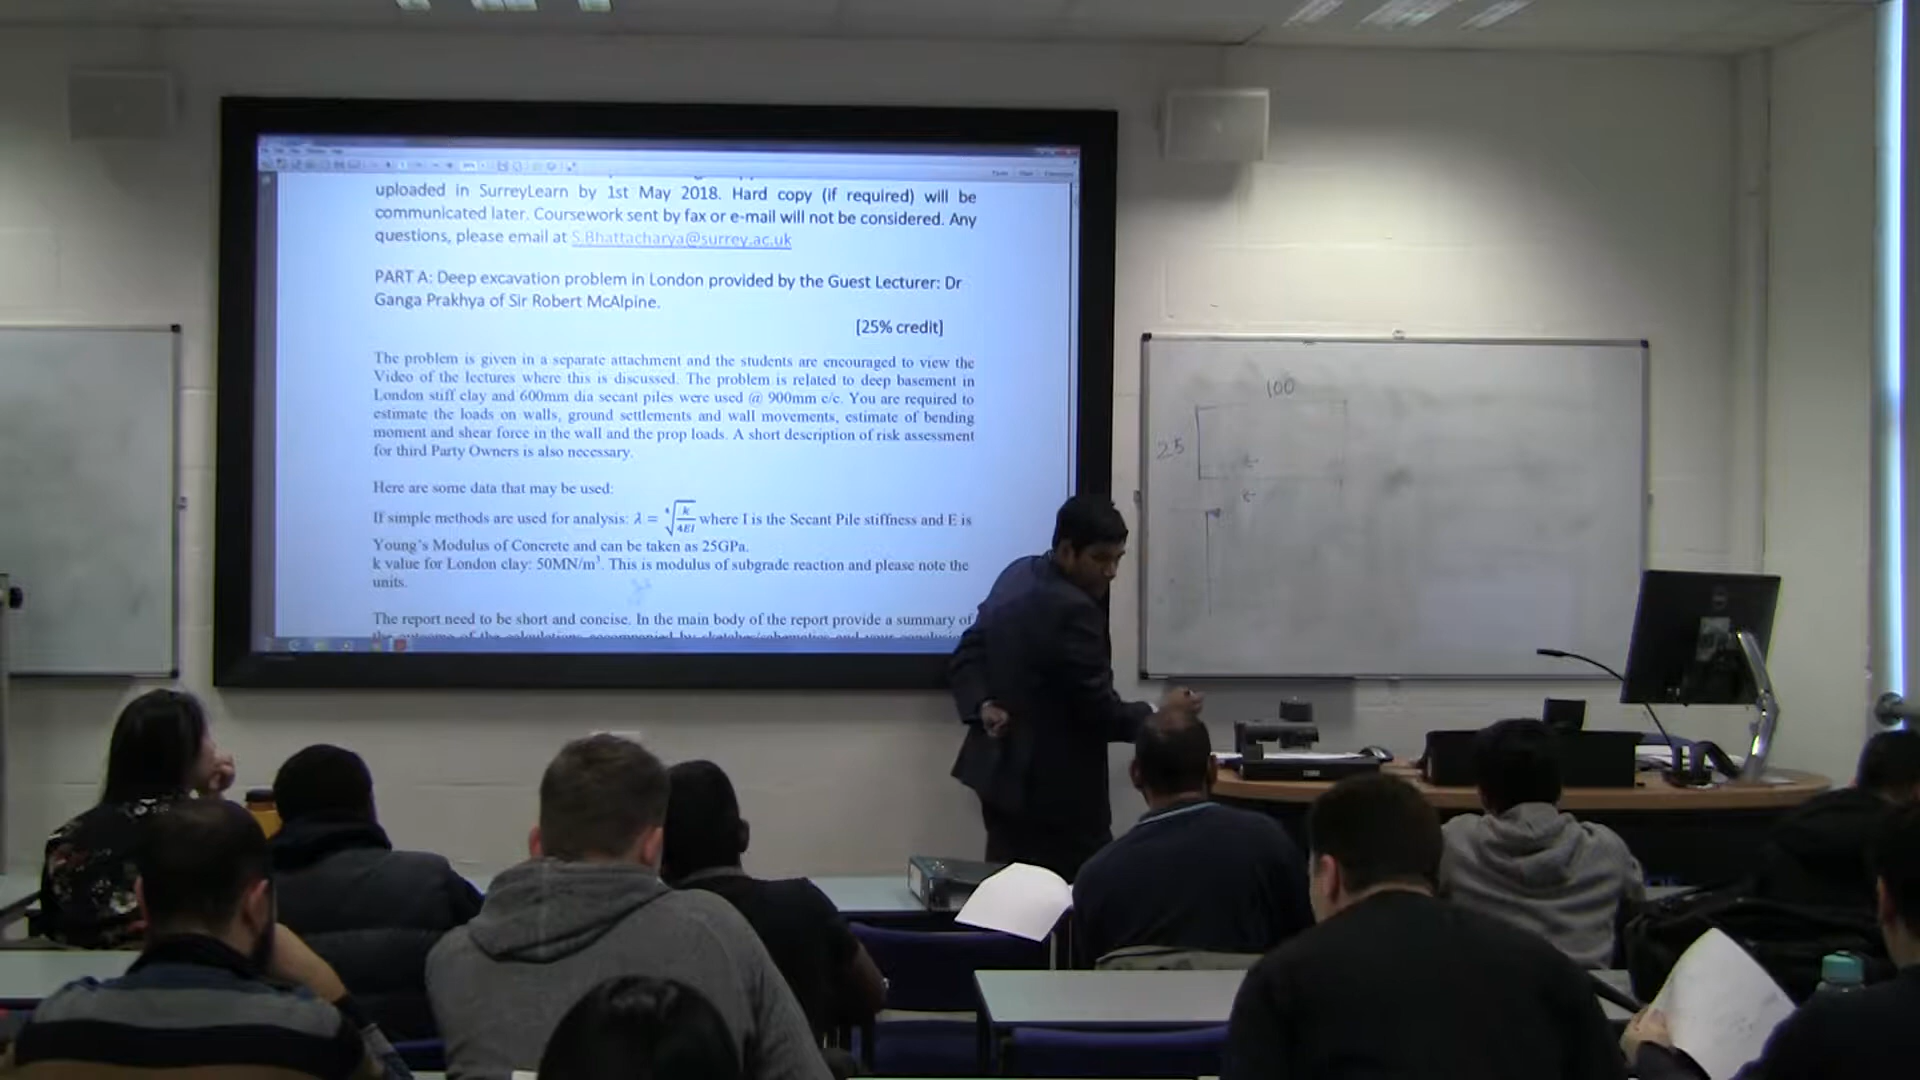 uploaded in SurreyLearn by 1st May 2018. Hard copy (if required) will be
communicated later. Coursework sent by fax or e-mail will not be considered. Any
questions, please email at S.Bhattacharya@surrey.ac.uk
PART A: Deep excavation problem in London provided by the Guest Lecturer: Dr
Ganga Prakhya of Sir Robert McAlpine.
[25% credit]
The problem is given in a separate attachment and the students are encouraged to view the
Video of the lectures where this is discussed. The problem is related to deep basement in
London stiff clay and 600mm dia secant piles were used @ 900mm c/c. You are required to
estimate the loads on walls, ground settlements and wall movements, estimate of bending
moment and shear force in the wall and the prop loads. A short description of risk assessment
for third Party Owners is also necessary.
Here are some data that may be used:
If simple methods are used for analysis: λ = ⁴√(k/4EI) where I is the Secant Pile stiffness and E is
Young's Modulus of Concrete and can be taken as 25GPa.
k value for London clay: 50MN/m³. This is modulus of subgrade reaction and please note the
units.
The report need to be short and concise. In the main body of the report provide a summary of
100
25